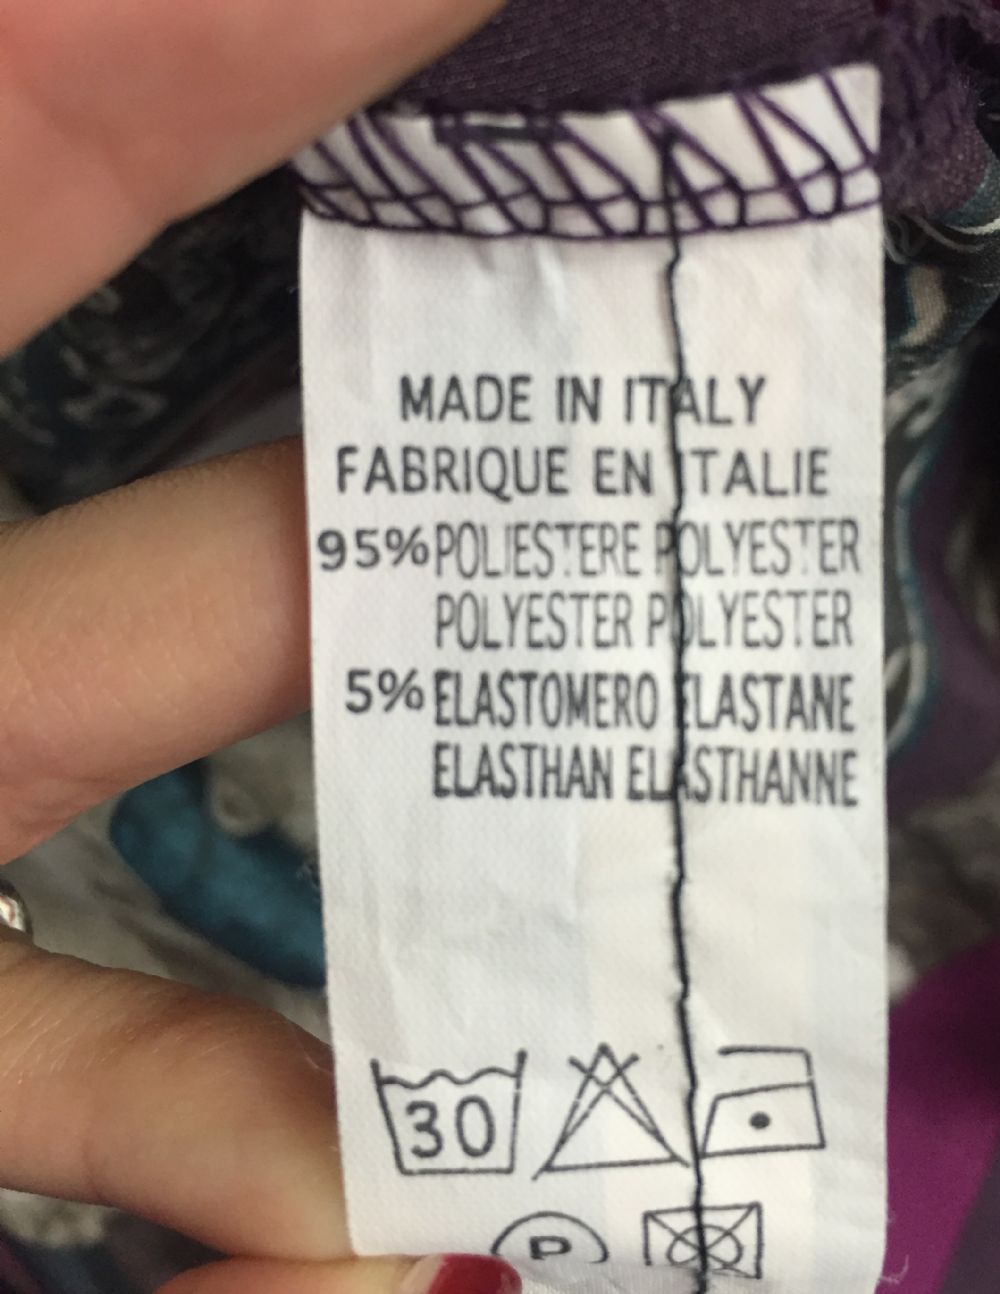 MADE IN ITALY
FABRIQUE EN ITALIE
95% POLIESTERE POLYESTER
POLYESTER POLYESTER
5% ELASTOMERO ELASTANE
ELASTHAN ELASTHANNE
30
P